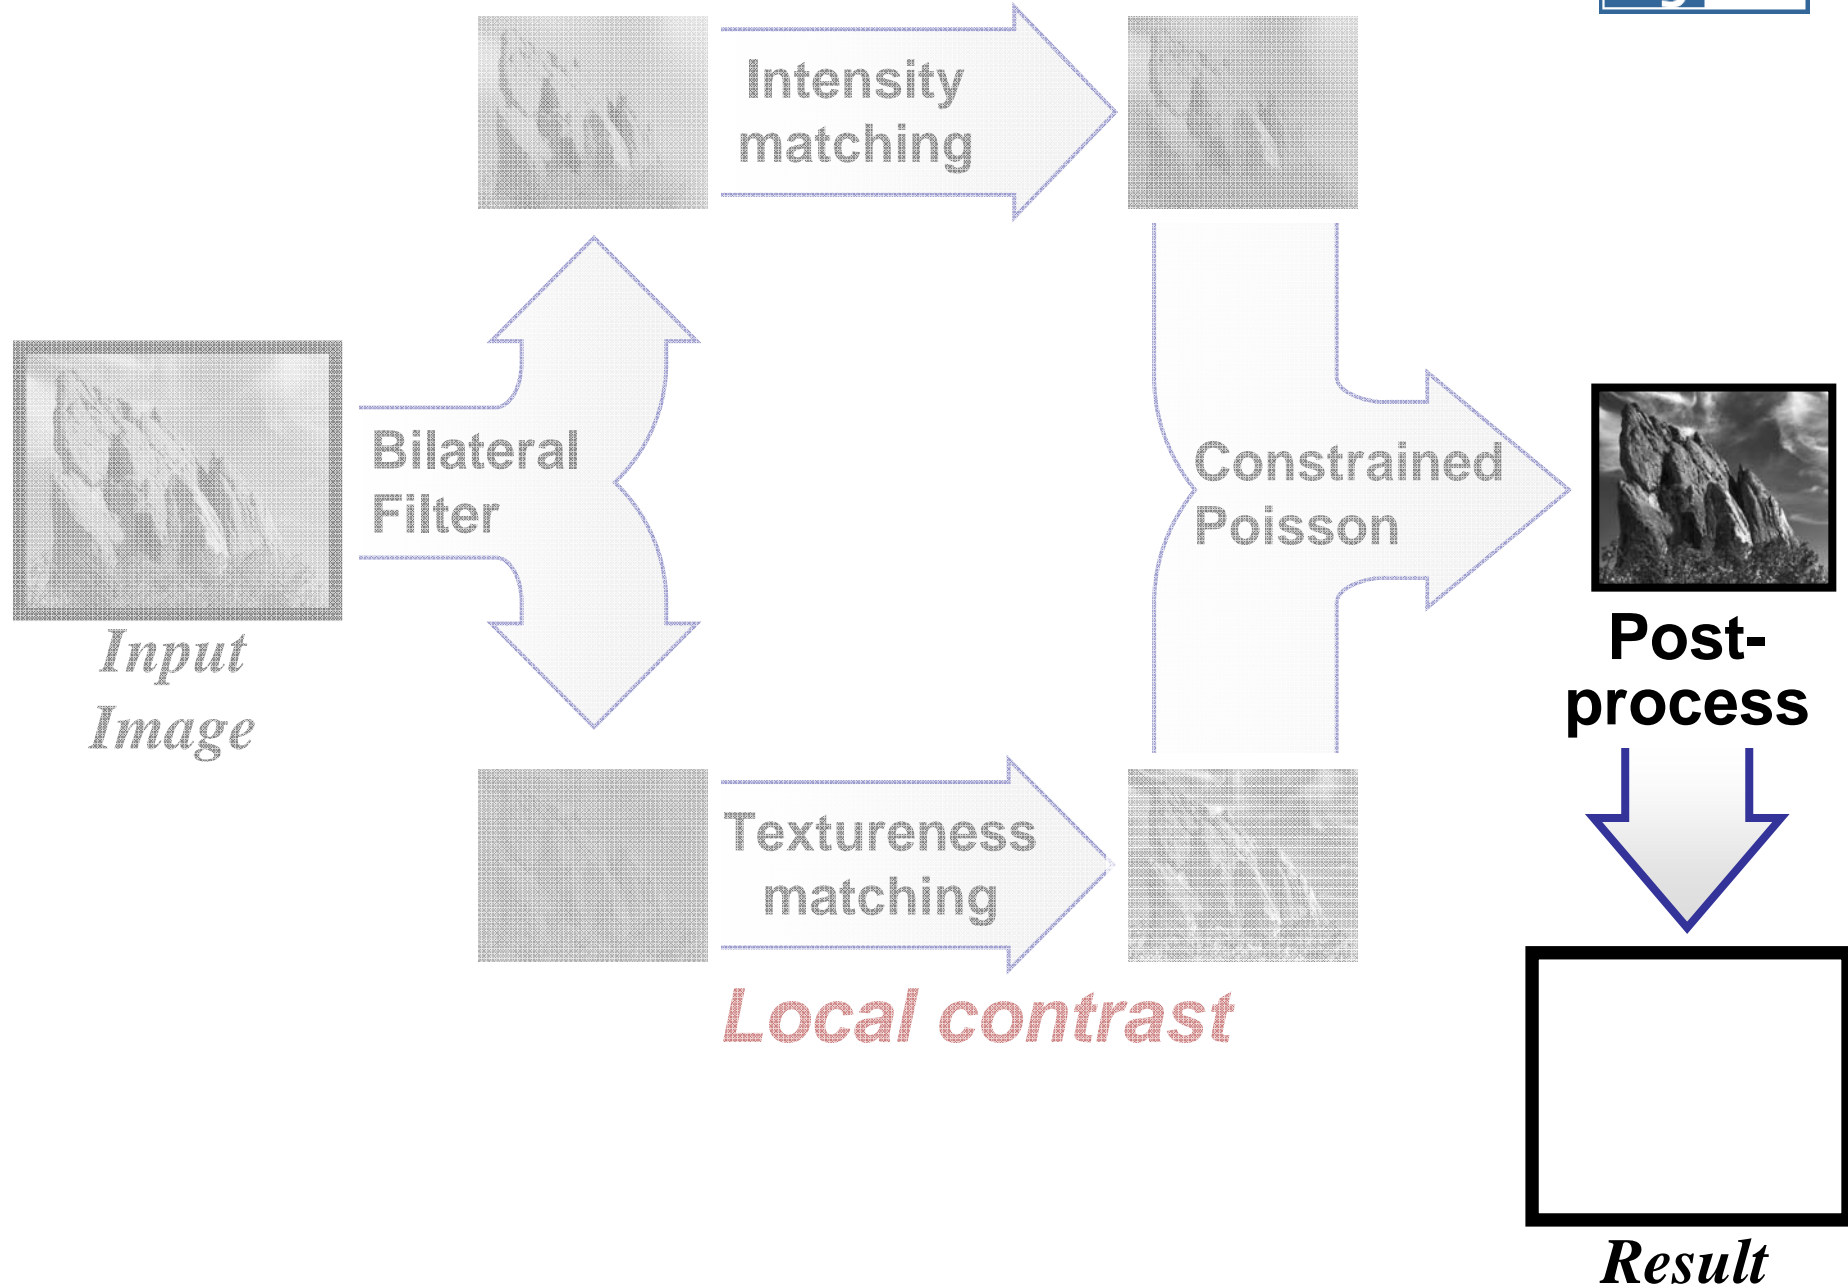 Intensity
matching
Bilateral
Filter
Constrained
Poisson
Input
Image
Post-
process
Textureness
matching
Local contrast
Result